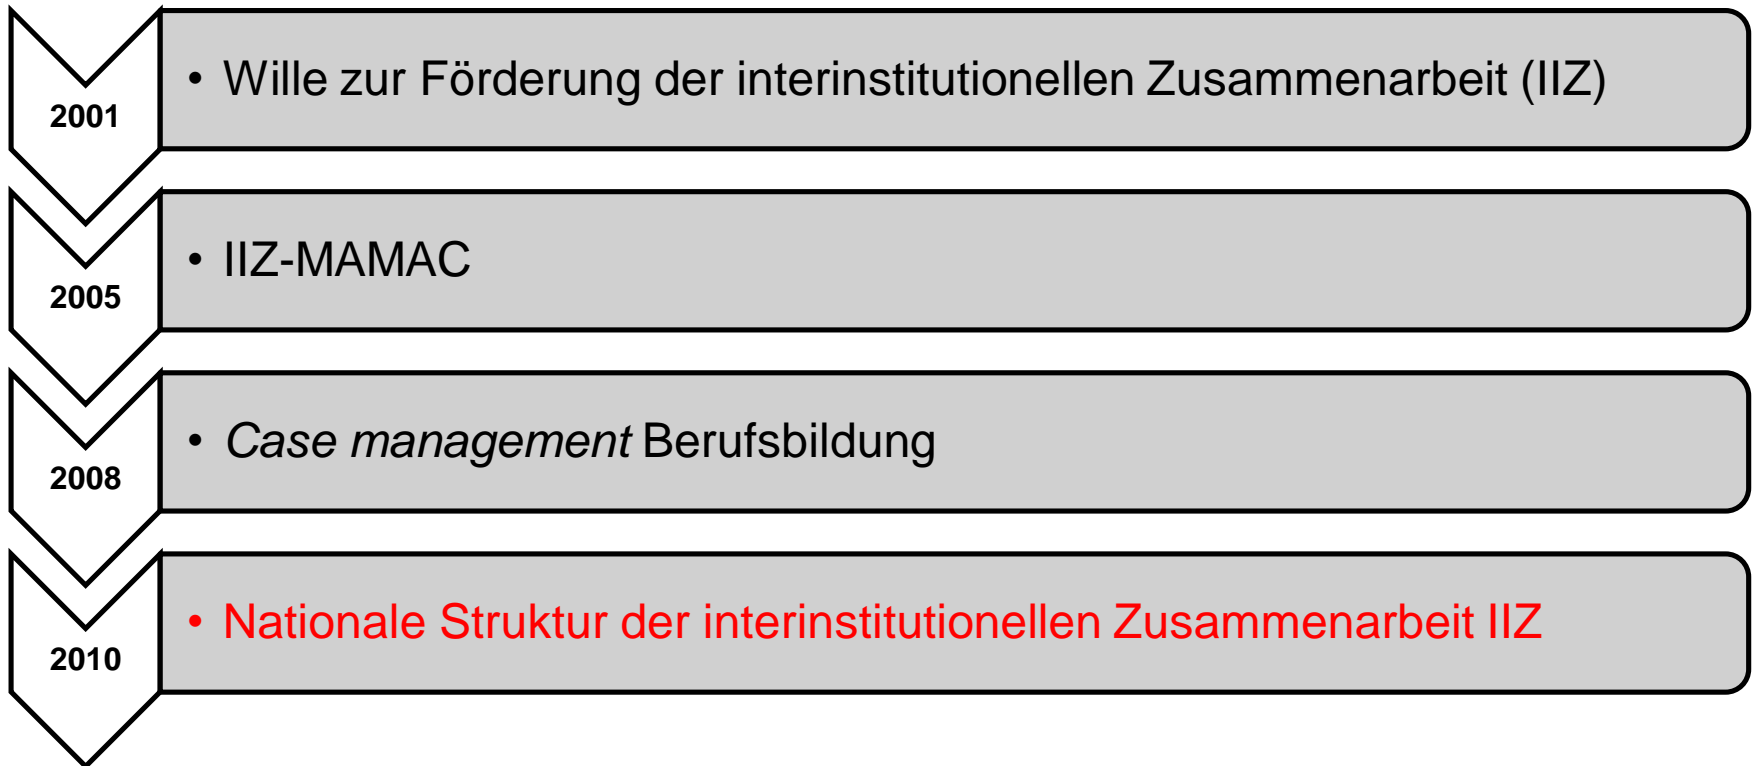 2001
• Wille zur Förderung der interinstitutionellen Zusammenarbeit (IIZ)
2005
• IIZ-MAMAC
2008
• Case management Berufsbildung
2010
• Nationale Struktur der interinstitutionellen Zusammenarbeit IIZ